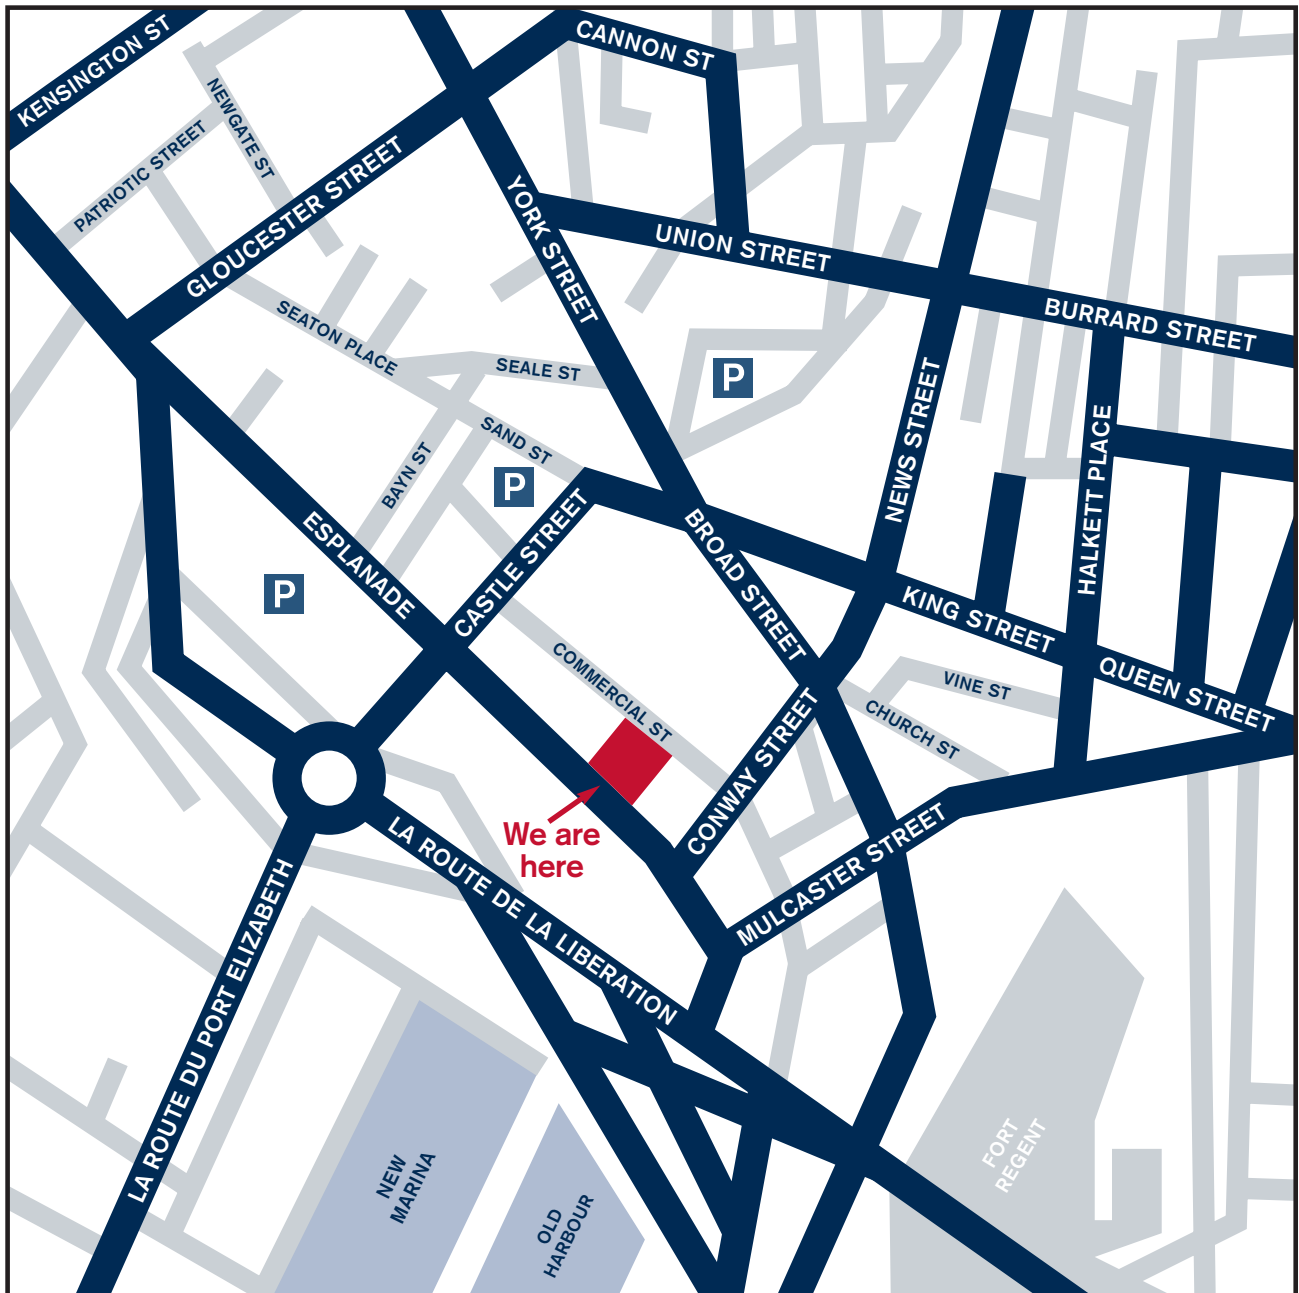 KENSINGTON ST
CANNON ST
NEWGATE ST
PATRIOTIC STREET
GLOUCESTER STREET
YORK STREET
UNION STREET
BURRARD STREET
SEATON PLACE
SEALE ST
P
NEWS STREET
HALKETT PLACE
SAND ST
BAYN ST
P
ESPLANADE
CASTLE STREET
BROAD STREET
P
KING STREET
COMMERCIAL ST
VINE ST
QUEEN STREET
CHURCH ST
CONWAY STREET
We are
here
MULCASTER STREET
LA ROUTE DE LA LIBERATION
LA ROUTE DU PORT ELIZABETH
NEW
MARINA
OLD
HARBOUR
FORT
REGENT